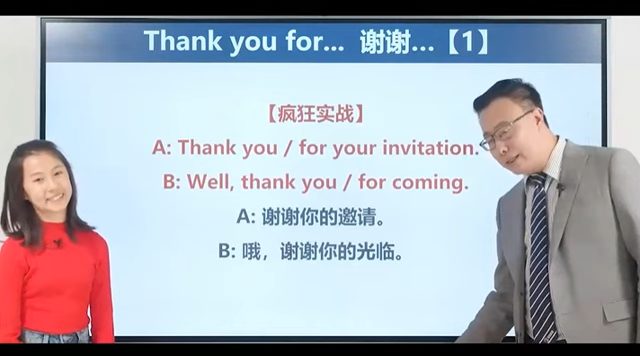 Thank you for... 谢谢...【1】
【疯狂实战】
A: Thank you / for your invitation.
B: Well, thank you / for coming.
A: 谢谢你的邀请。
B: 哦，谢谢你的光临。